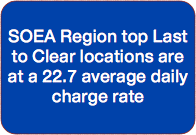 SOEA Region top Last
to Clear locations are
at a 22.7 average daily
charge rate